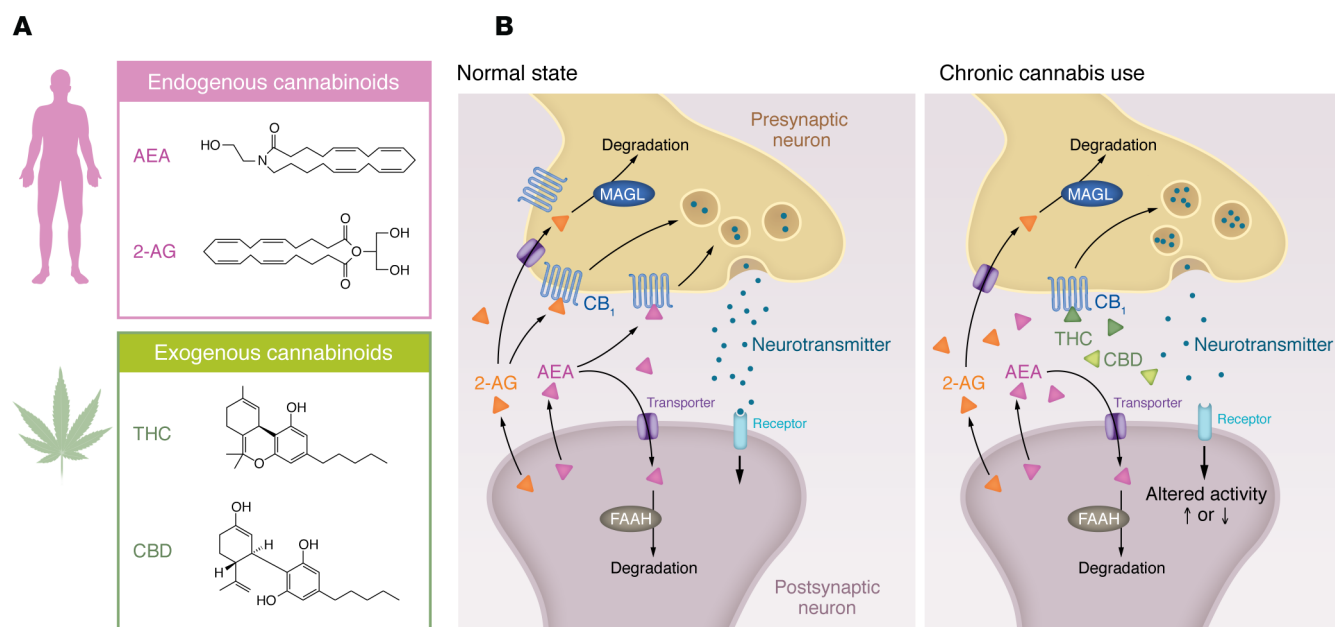 A
Endogenous cannabinoids
AEA
HO
O
N
2-AG
O
O
O
OH
OH
Exogenous cannabinoids
THC
OH
O
CBD
OH
H
H
OH
HO
B
Normal state
Presynaptic
neuron
Degradation
MAGL
CB1
Neurotransmitter
2-AG
AEA
Transporter
Receptor
FAAH
Degradation
Postsynaptic
neuron
Chronic cannabis use
Degradation
MAGL
CB1
THC
CBD
Neurotransmitter
2-AG
AEA
Transporter
Receptor
Altered activity
↑ or ↓
FAAH
Degradation